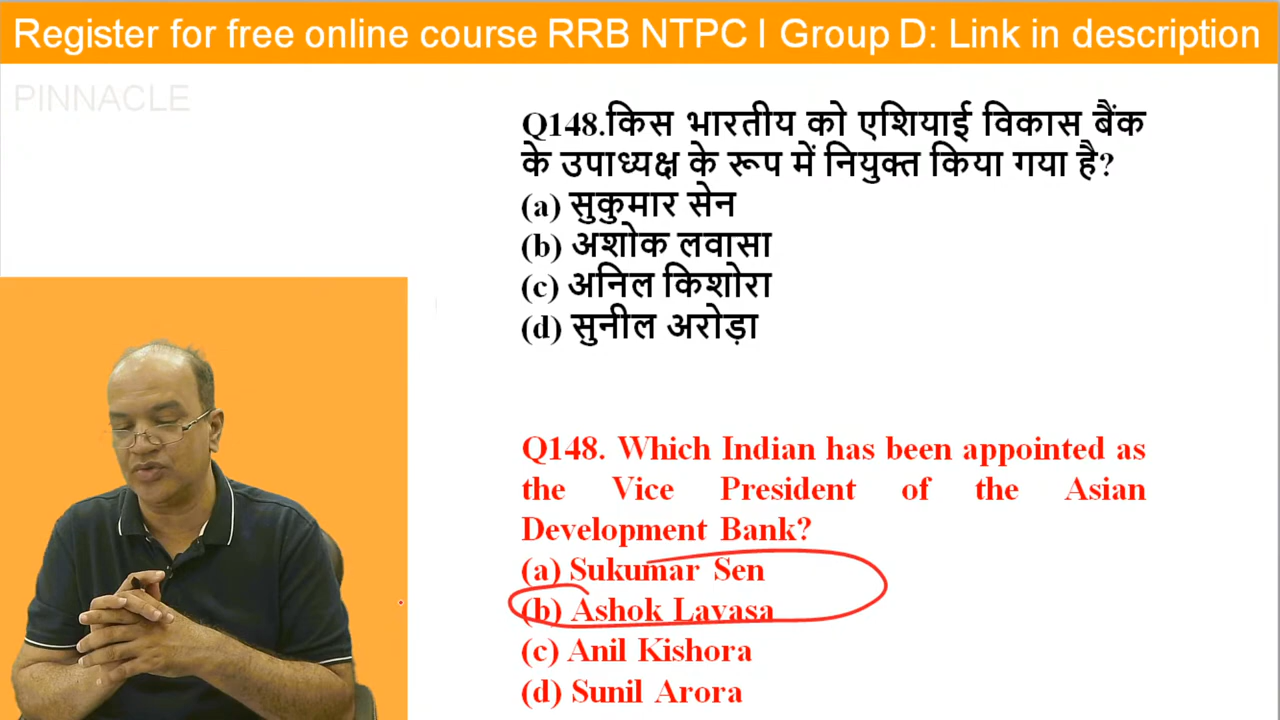 Register for free online course RRB NTPC I Group D: Link in description
PINNACLE
Q148.किस भारतीय को एशियाई विकास बैंक
के उपाध्यक्ष के रूप में नियुक्त किया गया है?
(a) सुकुमार सेन
(b) अशोक लवासा
(c) अनिल किशोरा
(d) सुनील अरोड़ा
Q148. Which Indian has been appointed as
the Vice President of the Asian
Development Bank?
(a) Sukumar Sen
(b) Ashok Lavasa
(c) Anil Kishora
(d) Sunil Arora